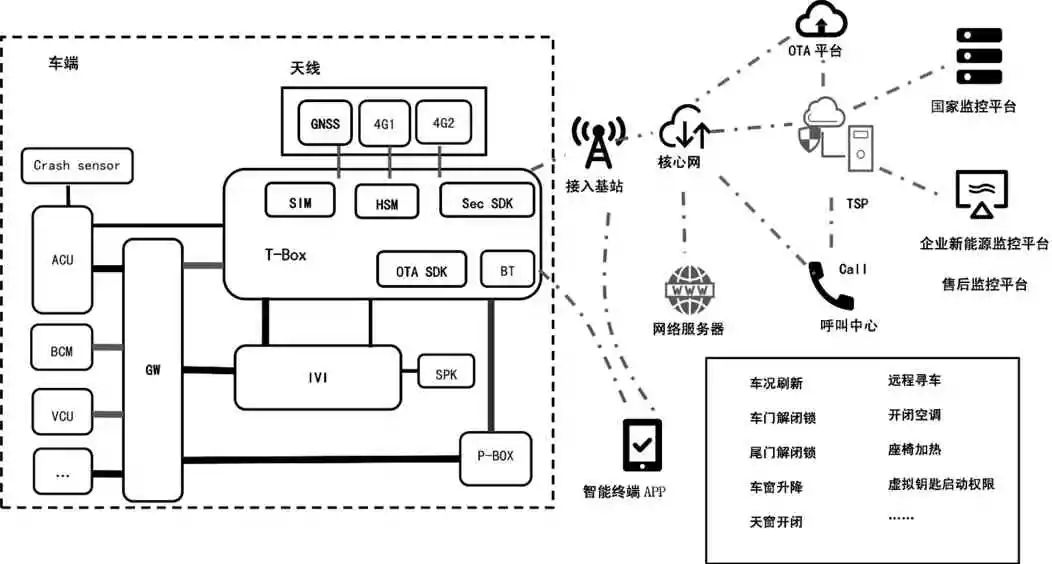 车端
天线
GNSS
4G1
4G2
Crash sensor
SIM
HSM
Sec SDK
ACU
T-Box
OTA SDK
BT
BCM
GW
IVI
SPK
VCU
...
P-BOX
OTA 平台
国家监控平台
接入基站
核心网
TSP
企业新能源监控平台
售后监控平台
WWW
网络服务器
Call
呼叫中心
智能终端 APP
车况刷新
远程寻车
车门解闭锁
开闭空调
尾门解闭锁
座椅加热
车窗升降
虚拟钥匙启动权限
天窗开闭
……